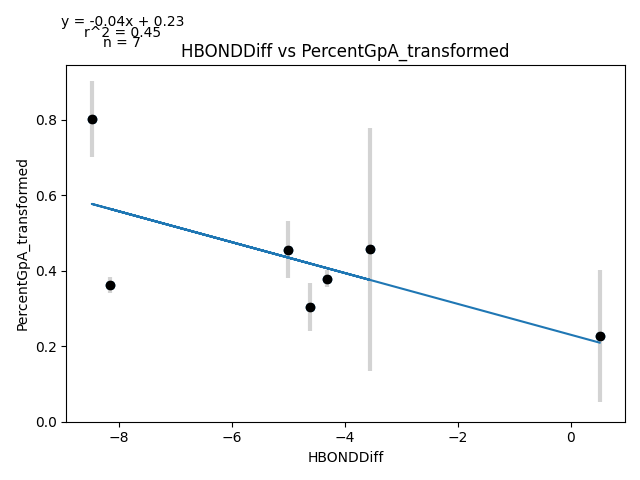 y = -0.04x + 0.23
r^2 = 0.45
n = 7
HBONDDiff vs PercentGpA_transformed
PercentGpA_transformed
0.8
0.6
0.4
0.2
0.0
−8
−6
−4
−2
0
HBONDDiff